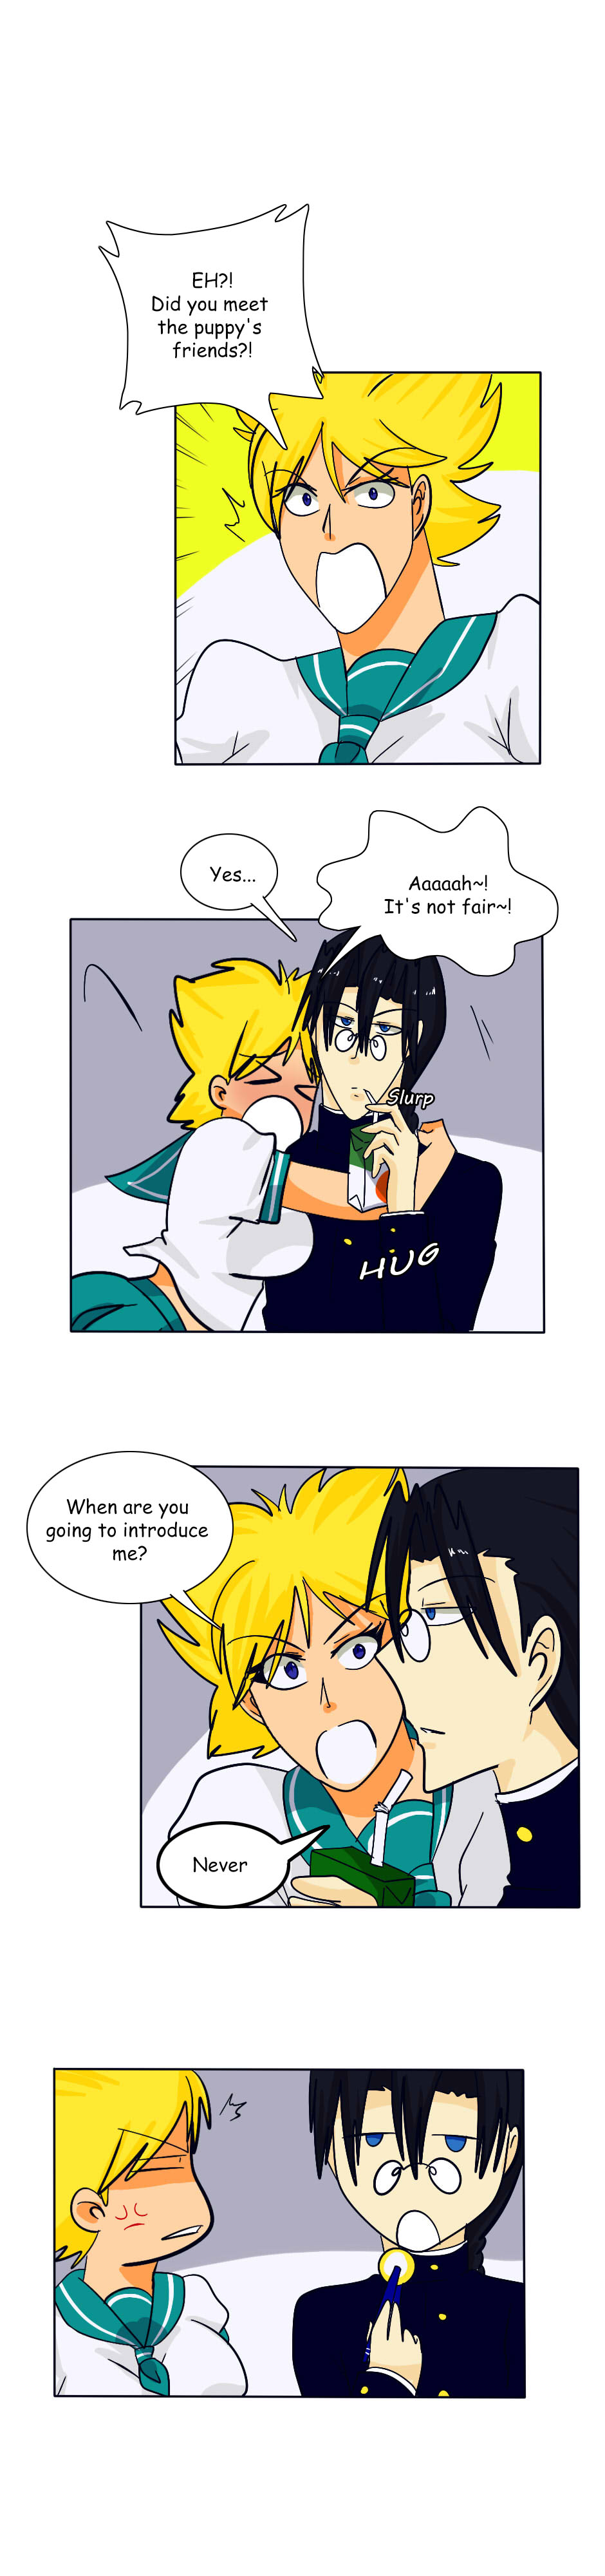 EH?!
Did you meet
the puppy's
friends?!
Yes...
Aaaaah~!
It's not fair~!
Slurp
HUG
When are you
going to introduce
me?
Never